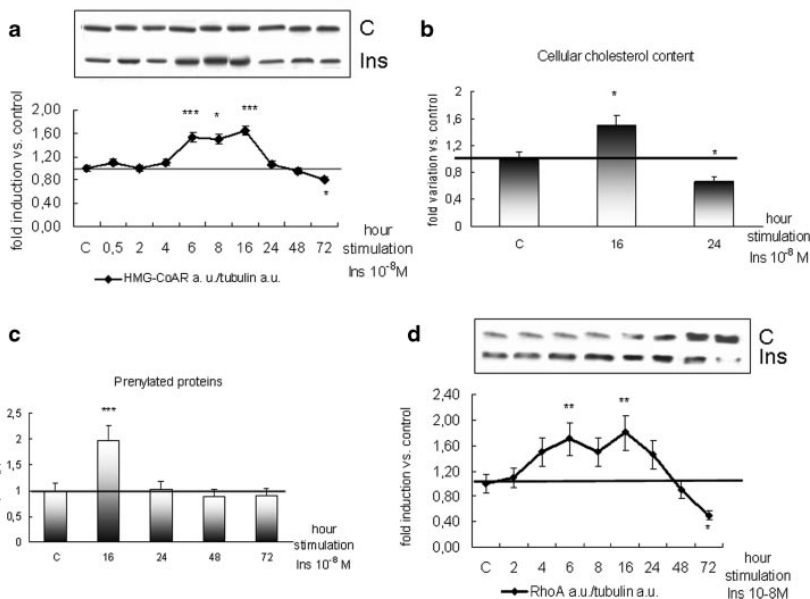 a
C
Ins
fold induction vs. control
2,00
1,60
1,20
0,80
0,40
0,00
***
*
***
*
C 0,5 2 4 6 8 16 24 48 72
hour
stimulation
Ins 10⁻⁸M
HMG-CoAR a. u./tubulin a.u.
b
Cellular cholesterol content
fold variation vs. control
2
1,6
1,2
0,8
0,4
0
*
*
C 16 24
hour
stimulation
Ins 10⁻⁸ M
c
Prenylated proteins
2,5
2
1,5
1
0,5
0
***
C 16 24 48 72
hour
stimulation
Ins 10⁻⁸ M
d
C
Ins
fold induction vs. control
2,40
2,00
1,60
1,20
0,80
0,40
0,00
**
**
*
C 2 4 6 8 16 24 48 72
hour
stimulation
Ins 10-8M
RhoA a.u./tubulin a.u.